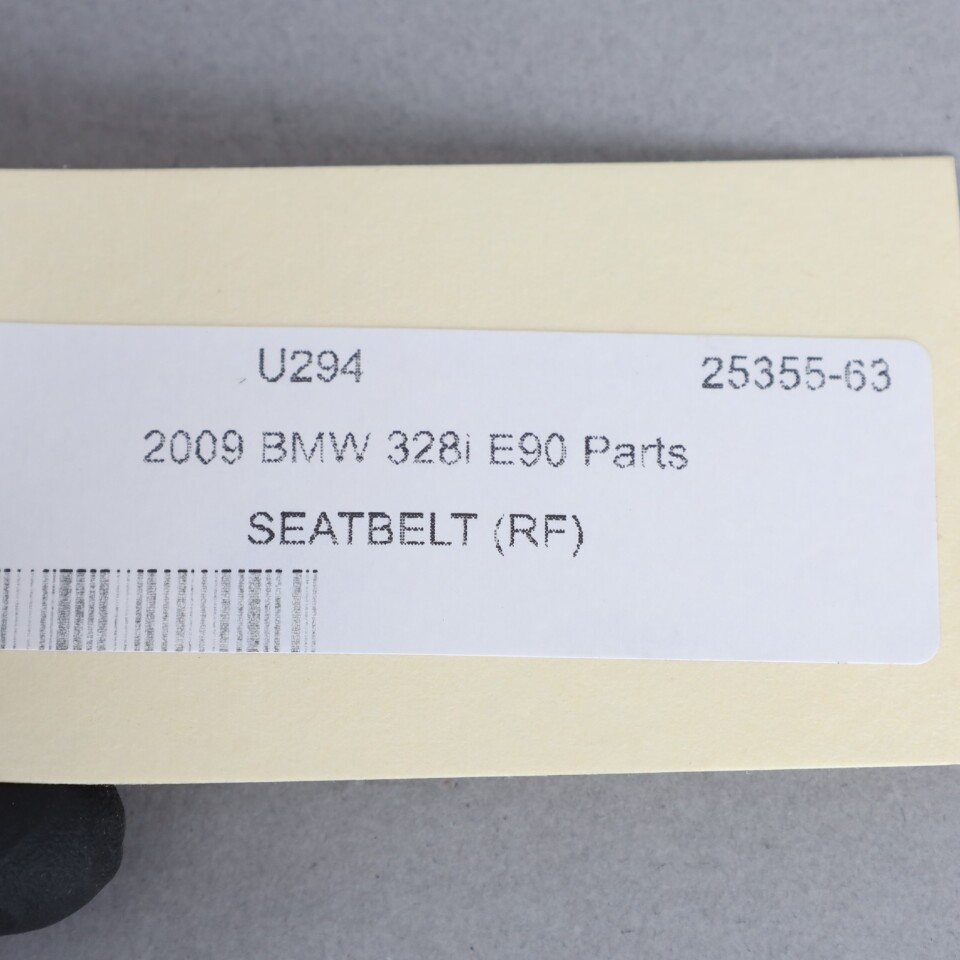 U294 25355-63
2009 BMW 328i E90 Parts
SEATBELT (RF)